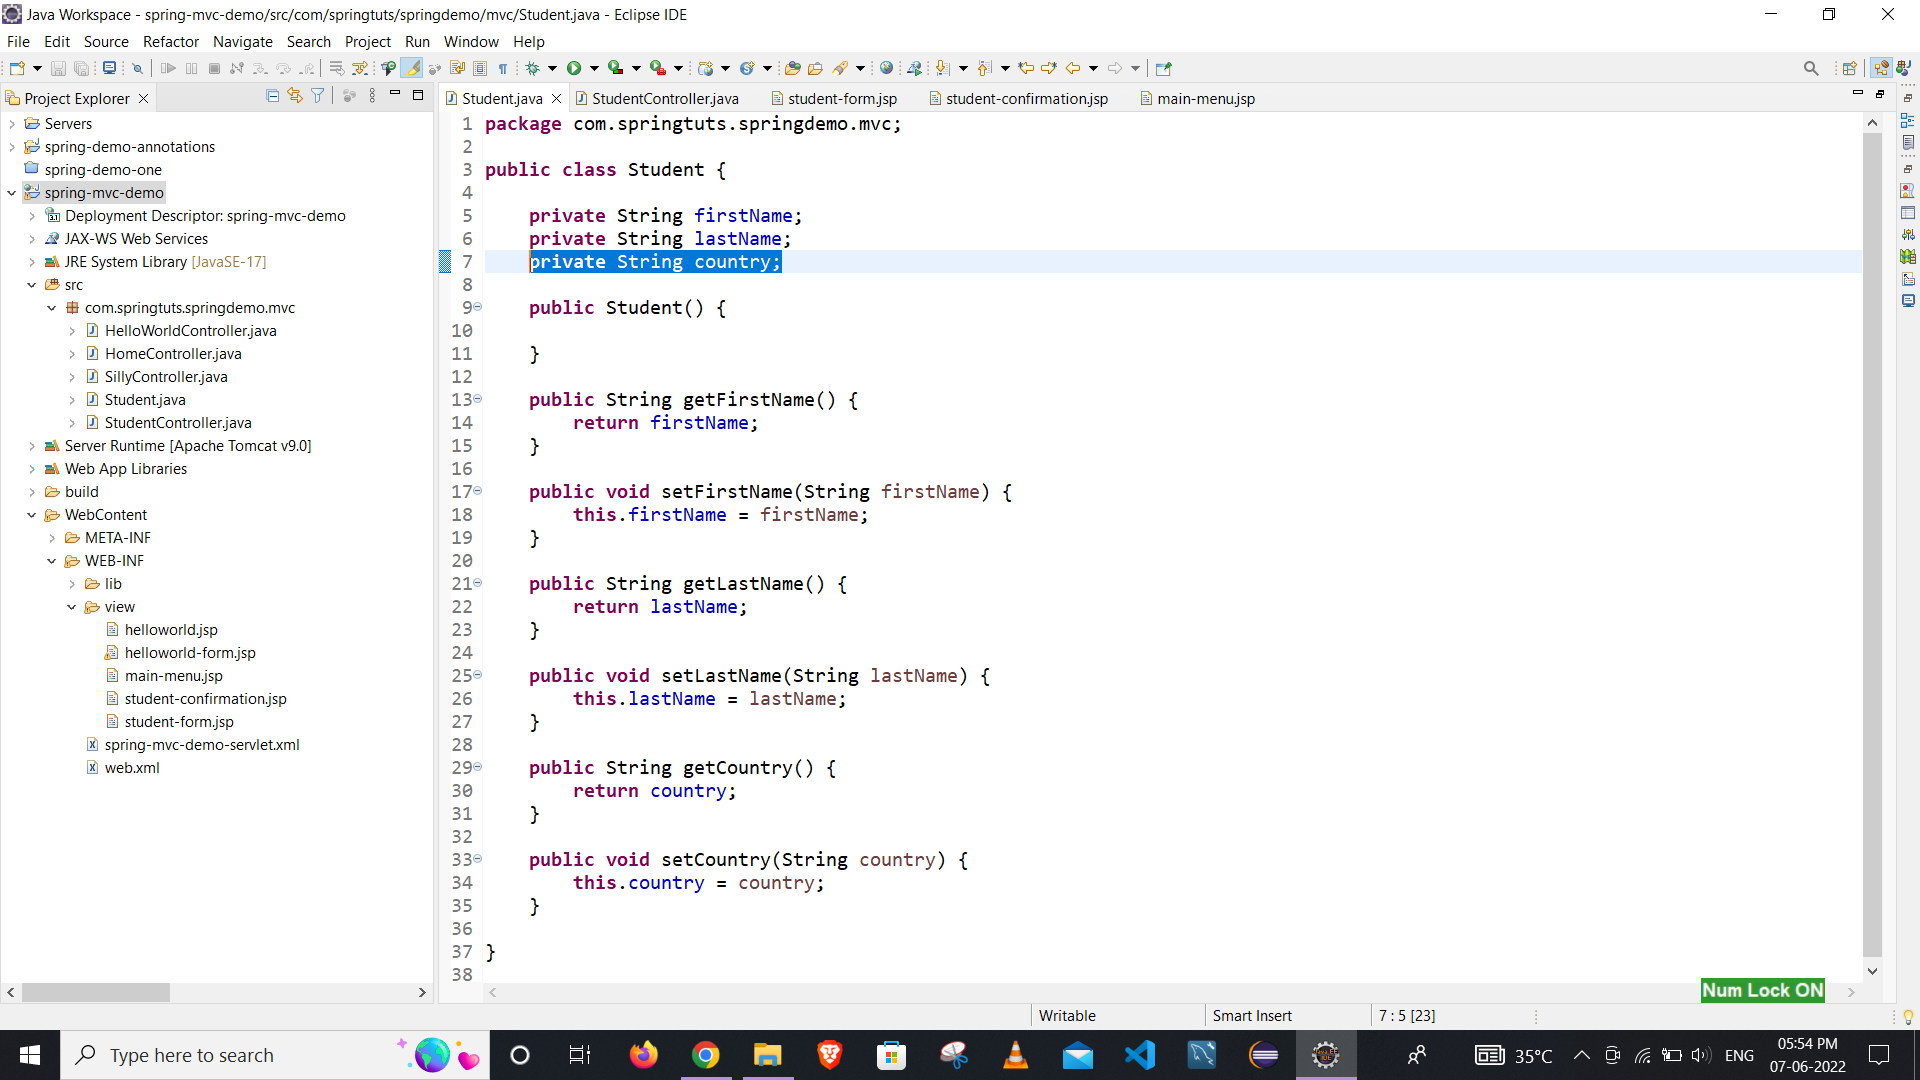 Java Workspace - spring-mvc-demo/src/com/springtuts/springdemo/mvc/Student.java - Eclipse IDE
File Edit Source Refactor Navigate Search Project Run Window Help
Project Explorer
Servers
spring-demo-annotations
spring-demo-one
spring-mvc-demo
Deployment Descriptor: spring-mvc-demo
JAX-WS Web Services
JRE System Library [JavaSE-17]
src
com.springtuts.springdemo.mvc
HelloWorldController.java
HomeController.java
SillyController.java
Student.java
StudentController.java
Server Runtime [Apache Tomcat v9.0]
Web App Libraries
build
WebContent
META-INF
WEB-INF
lib
view
helloworld.jsp
helloworld-form.jsp
main-menu.jsp
student-confirmation.jsp
student-form.jsp
spring-mvc-demo-servlet.xml
web.xml
Student.java StudentController.java student-form.jsp student-confirmation.jsp main-menu.jsp
1 package com.springtuts.springdemo.mvc;
2
3 public class Student {
4
5 private String firstName;
6 private String lastName;
7 private String country;
8
9 public Student() {
10
11 }
12
13 public String getFirstName() {
14 return firstName;
15 }
16
17 public void setFirstName(String firstName) {
18 this.firstName = firstName;
19 }
20
21 public String getLastName() {
22 return lastName;
23 }
24
25 public void setLastName(String lastName) {
26 this.lastName = lastName;
27 }
28
29 public String getCountry() {
30 return country;
31 }
32
33 public void setCountry(String country) {
34 this.country = country;
35 }
36
37 }
38
Num Lock ON
Writable Smart Insert 7 : 5 [23]
Type here to search
35°C ENG 05:54 PM
07-06-2022